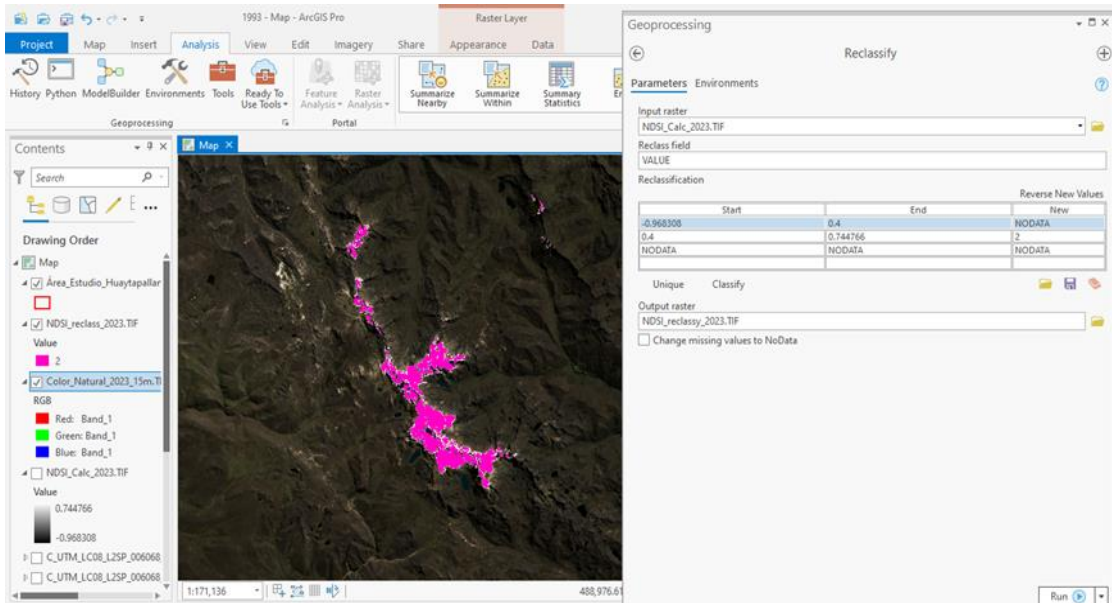 1993 - Map - ArcGIS Pro
Raster Layer
Project Map Insert Analysis View Edit Imagery Share Appearance Data
History Python ModelBuilder Environments Tools Ready To Use Tools Feature Analysis Raster Analysis Summarize Nearby Summarize Within Summary Statistics
Geoprocessing Portal
Contents
Map
Search
Drawing Order
Map
Área_Estudio_Huaytapallar
NDSI_reclass_2023.TIF
Value
2
Color_Natural_2023_15m.TI
RGB
Red: Band_1
Green: Band_1
Blue: Band_1
NDSI_Calc_2023.TIF
Value
0.744766
-0.968308
C_UTM_LC08_L2SP_006068
C_UTM_LC08_L2SP_006068
1:171,136
488,976.61
Geoprocessing
Reclassify
Parameters Environments
Input raster
NDSI_Calc_2023.TIF
Reclass field
VALUE
Reclassification
Reverse New Values
Start End New
-0.968308 0.4 NODATA
0.4 0.744766 2
NODATA NODATA NODATA
Unique Classify
Output raster
NDSI_reclassy_2023.TIF
Change missing values to NoData
Run